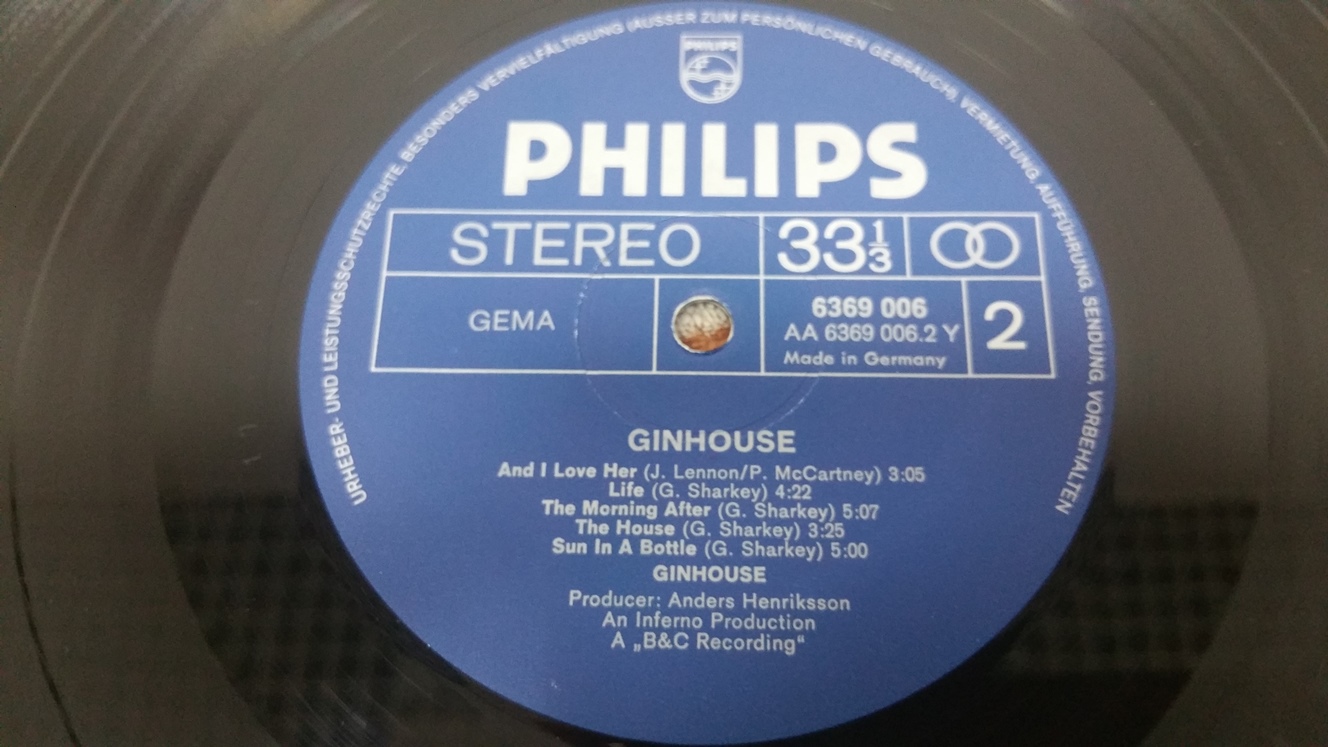 URHEBER- UND LEISTUNGSSCHUTZRECHTE, BESONDERS VERVIELFÄLTIGUNG (AUSSER ZUM PERSÖNLICHEN GEBRAUCH), VERMIETUNG, AUFFÜHRUNG, SENDUNG, VORBEHALTEN
PHILIPS
PHILIPS
STEREO 33 1/3
GEMA
6369 006
AA 6369 006.2 Y
Made in Germany
2
GINHOUSE
And I Love Her (J. Lennon/P. McCartney) 3:05
Life (G. Sharkey) 4:22
The Morning After (G. Sharkey) 5:07
The House (G. Sharkey) 3:25
Sun In A Bottle (G. Sharkey) 5:00
GINHOUSE
Producer: Anders Henriksson
An Inferno Production
A „B&C Recording“